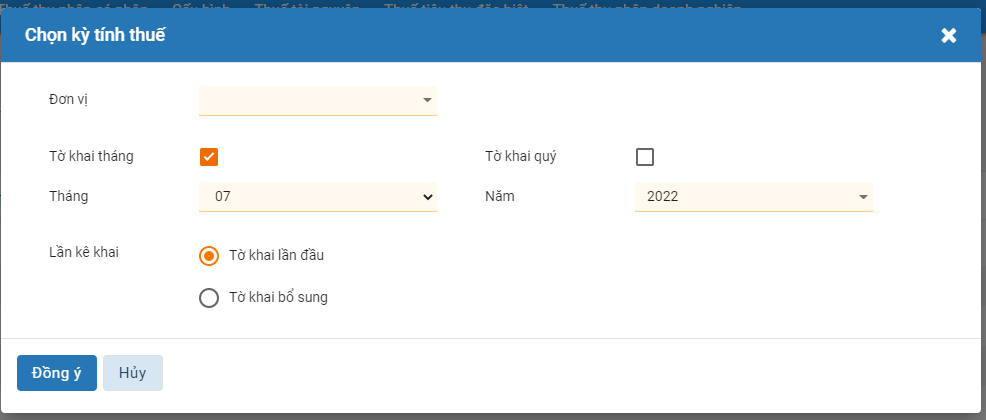 Chọn kỳ tính thuế
Đơn vị
Tờ khai tháng
Tờ khai quý
Tháng 07
Năm 2022
Lần kê khai
Tờ khai lần đầu
Tờ khai bổ sung
Đồng ý Hủy